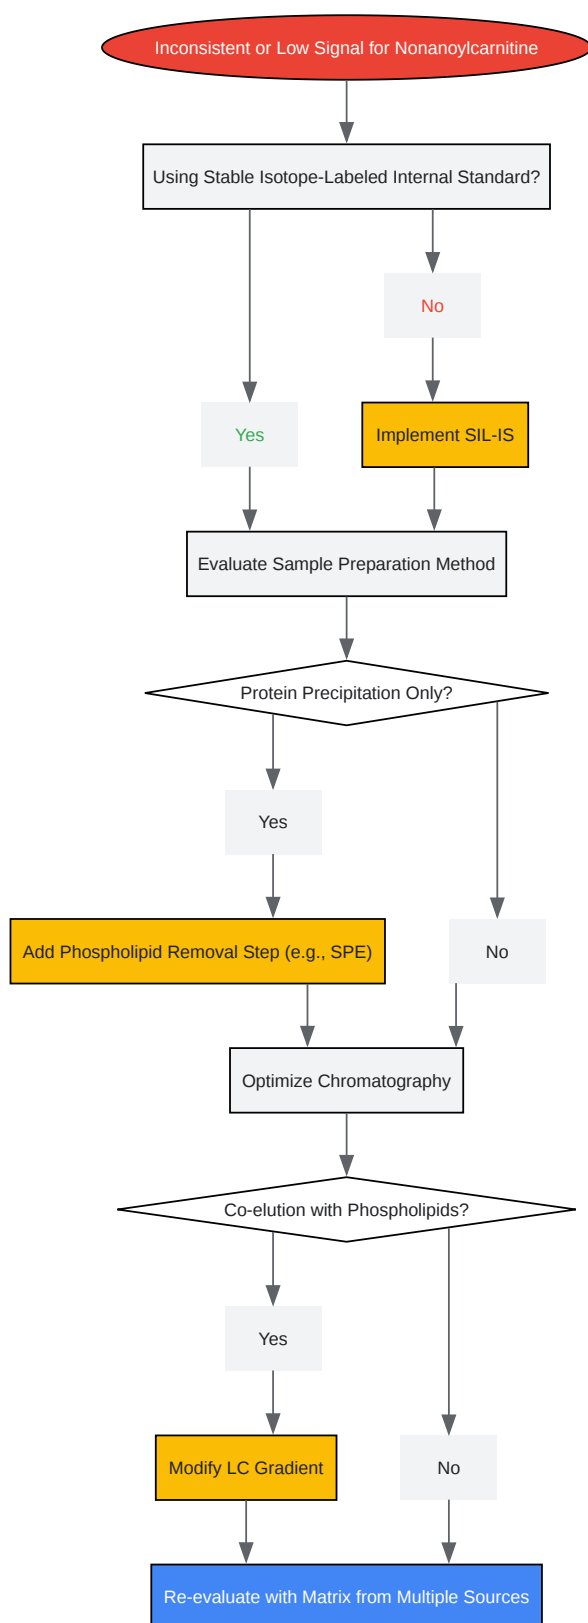 Inconsistent or Low Signal for Nonanoylcarnitine
Using Stable Isotope-Labeled Internal Standard?
No
Yes
Implement SIL-IS
Evaluate Sample Preparation Method
Protein Precipitation Only?
Yes
Add Phospholipid Removal Step (e.g., SPE)
No
Optimize Chromatography
Co-elution with Phospholipids?
Yes
Modify LC Gradient
No
Re-evaluate with Matrix from Multiple Sources